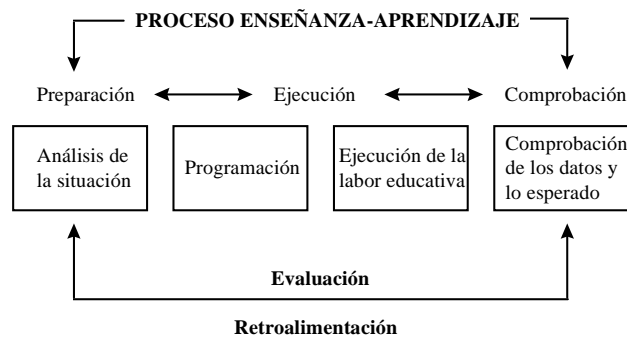 PROCESO ENSEÑANZA-APRENDIZAJE
Preparación
Ejecución
Comprobación
Análisis de
la situación
Programación
Ejecución de la
labor educativa
Comprobación
de los datos y
lo esperado
Evaluación
Retroalimentación